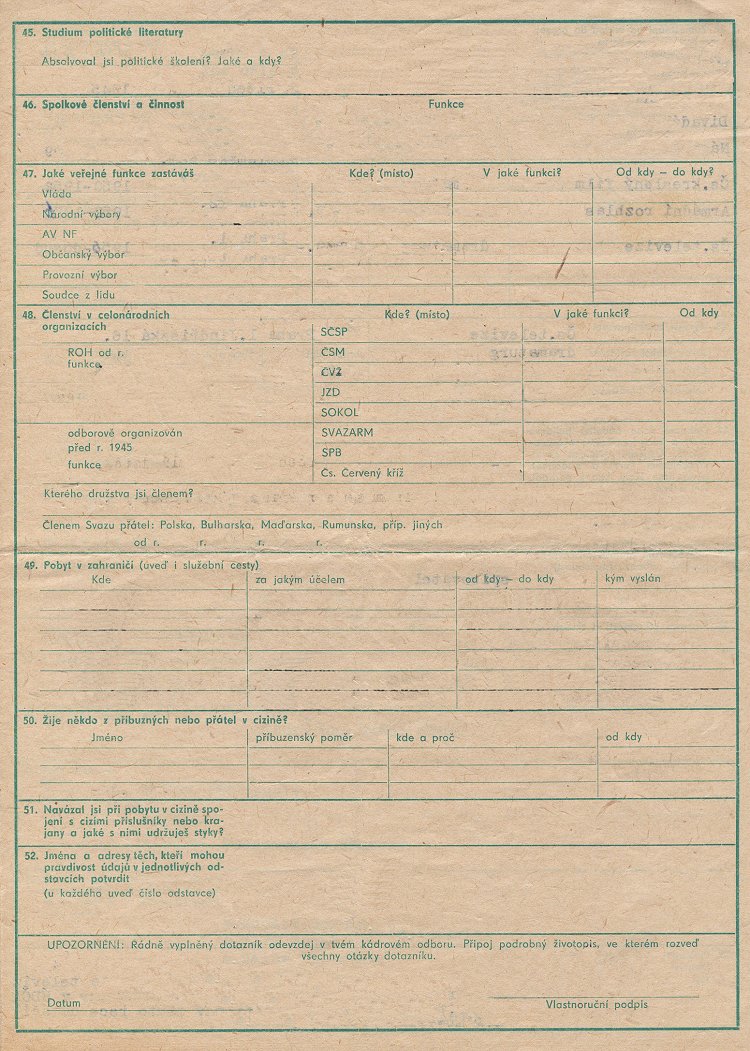 45. Studium politické literatury
Absolvoval jsi politické školení? Jaké a kdy?
46. Spolkové členství a činnost Funkce
47. Jaké veřejné funkce zastáváš Kde? (místo) V jaké funkci? Od kdy – do kdy?
Vláda
Národní výbory
AV NF
Občanský výbor
Provozní výbor
Soudce z lidu
48. Členství v celonárodních Kde? (místo) V jaké funkci? Od kdy
organizacích
SČSP
ROH od r. ČSM
funkce
ČVZ
JZD
SOKOL
odborově organizován SVAZARM
před r. 1945 SPB
funkce Čs. Červený kříž
Kterého družstva jsi členem?
Členem Svazu přátel: Polska, Bulharska, Maďarska, Rumunska, příp. jiných
od r. r. r. r.
49. Pobyt v zahraničí (úveď i služební cesty)
Kde za jakým účelem od kdy – do kdy kým vyslán
50. Žije někdo z příbuzných nebo přátel v cizině?
Jméno příbuzenský poměr kde a proč od kdy
51. Navázal jsi při pobytu v cizině spo-
jení s cizími příslušníky nebo kra-
jany a jaké s nimi udržuješ styky?
52. Jména a adresy těch, kteří mohou
pravdivost údajů v jednotlivých od-
stavcích potvrdit
(u každého uveď číslo odstavce)
UPOZORNĚNÍ: Řádně vyplněný dotazník odevzdej v tvém kádrovém odboru. Připoj podrobný životopis, ve kterém rozveď
všechny otázky dotazníku.
Datum Vlastnoruční podpis